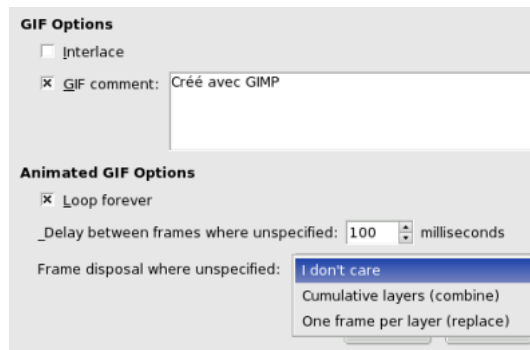 GIF Options
Interlace
GIF comment: Créé avec GIMP
Animated GIF Options
Loop forever
_Delay between frames where unspecified: 100 milliseconds
Frame disposal where unspecified: I don't care
Cumulative layers (combine)
One frame per layer (replace)